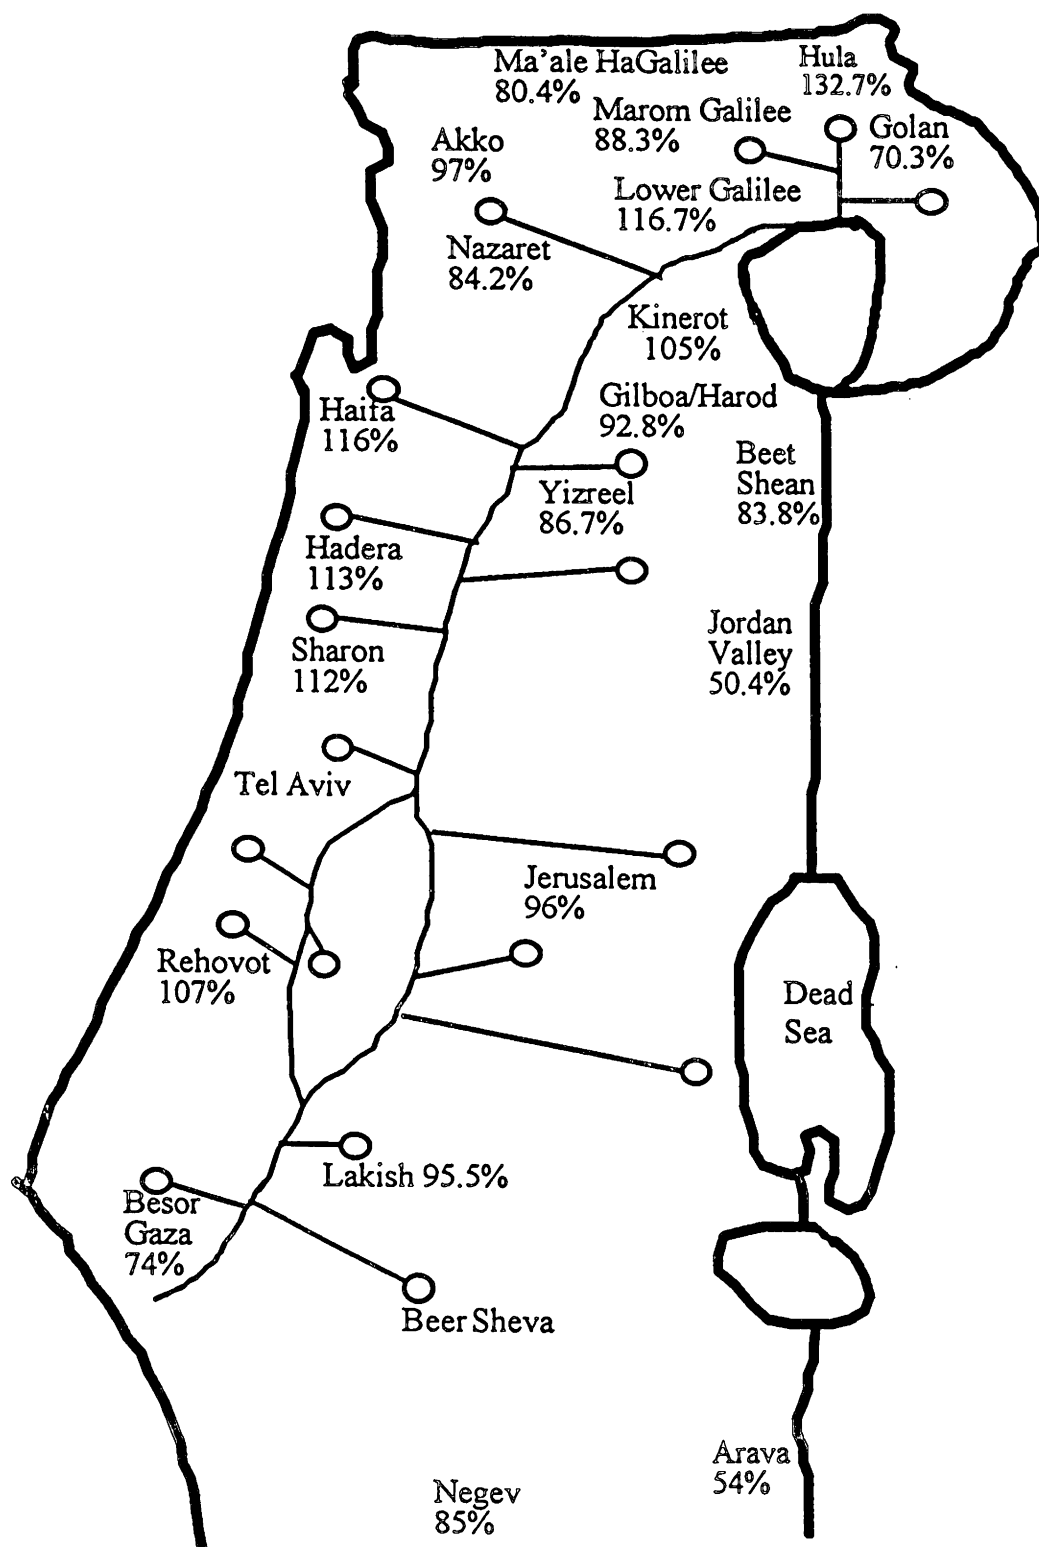 Ma'ale HaGalilee
80.4%
Hula
132.7%
Marom Galilee
88.3%
Golan
70.3%
Akko
97%
Lower Galilee
116.7%
Nazaret
84.2%
Kinerot
105%
Gilboa/Harod
92.8%
Haifa
116%
Beet
Shean
83.8%
Yizreel
86.7%
Hadera
113%
Sharon
112%
Jordan
Valley
50.4%
Tel Aviv
Jerusalem
96%
Rehovot
107%
Dead
Sea
Lakish 95.5%
Besor
Gaza
74%
Beer Sheva
Arava
54%
Negev
85%